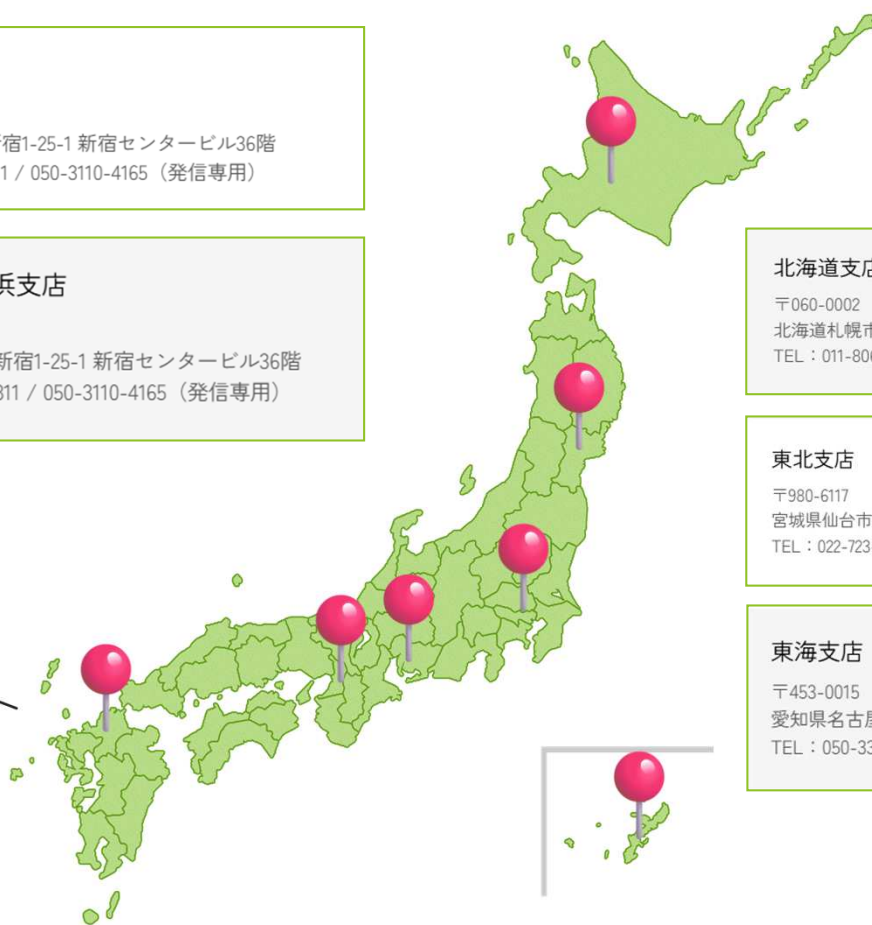 宿1-25-1 新宿センタービル36階
1 / 050-3110-4165（発信専用）
浜支店
新宿1-25-1 新宿センタービル36階
311 / 050-3110-4165（発信専用）
北海道支店
〒060-0002
北海道札幌市
TEL：011-806
東北支店
〒980-6117
宮城県仙台市
TEL：022-723
東海支店
〒453-0015
愛知県名古屋
TEL：050-33